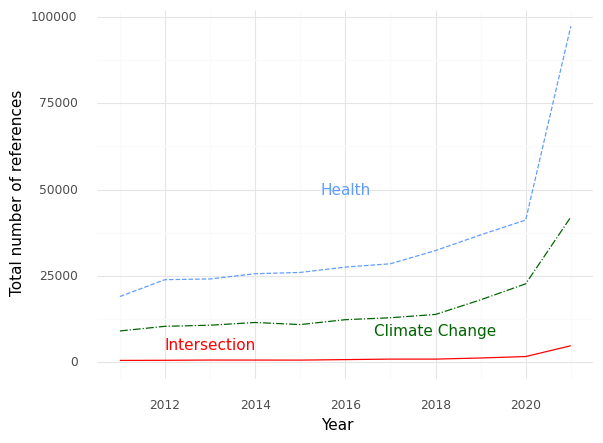 100000
75000
50000
25000
0
Total number of references
Health
Climate Change
Intersection
2012 2014 2016 2018 2020
Year